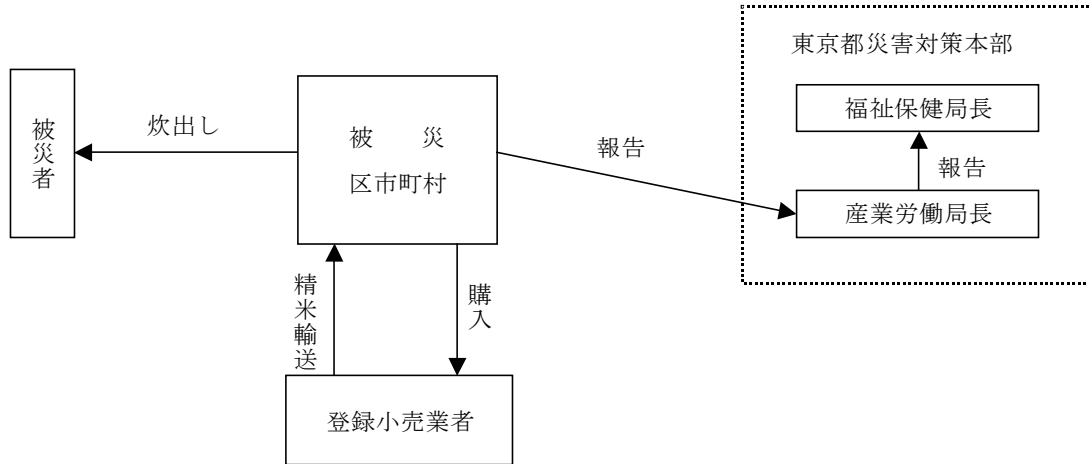 東京都災害対策本部
福祉保健局長
報告
産業労働局長
被災者
炊出し
被　災
区市町村
報告
精米輸送
購入
登録小売業者